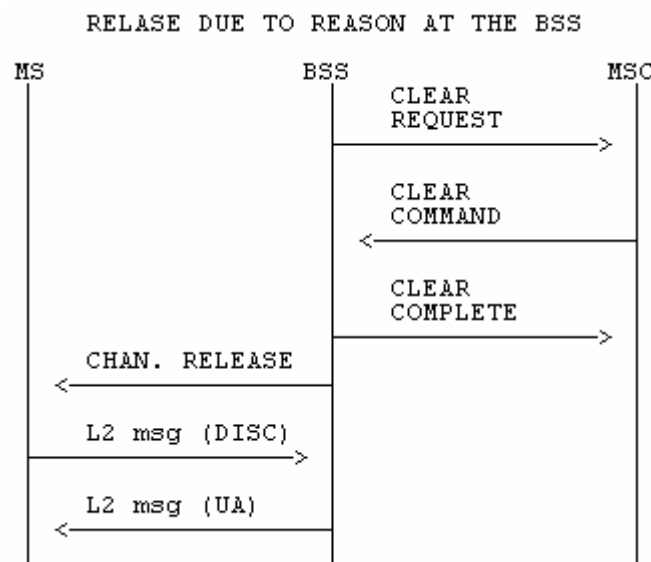 RELASE DUE TO REASON AT THE BSS
MS BSS MSC
CLEAR
REQUEST
CLEAR
COMMAND
CLEAR
COMPLETE
CHAN. RELEASE
L2 msg (DISC)
L2 msg (UA)